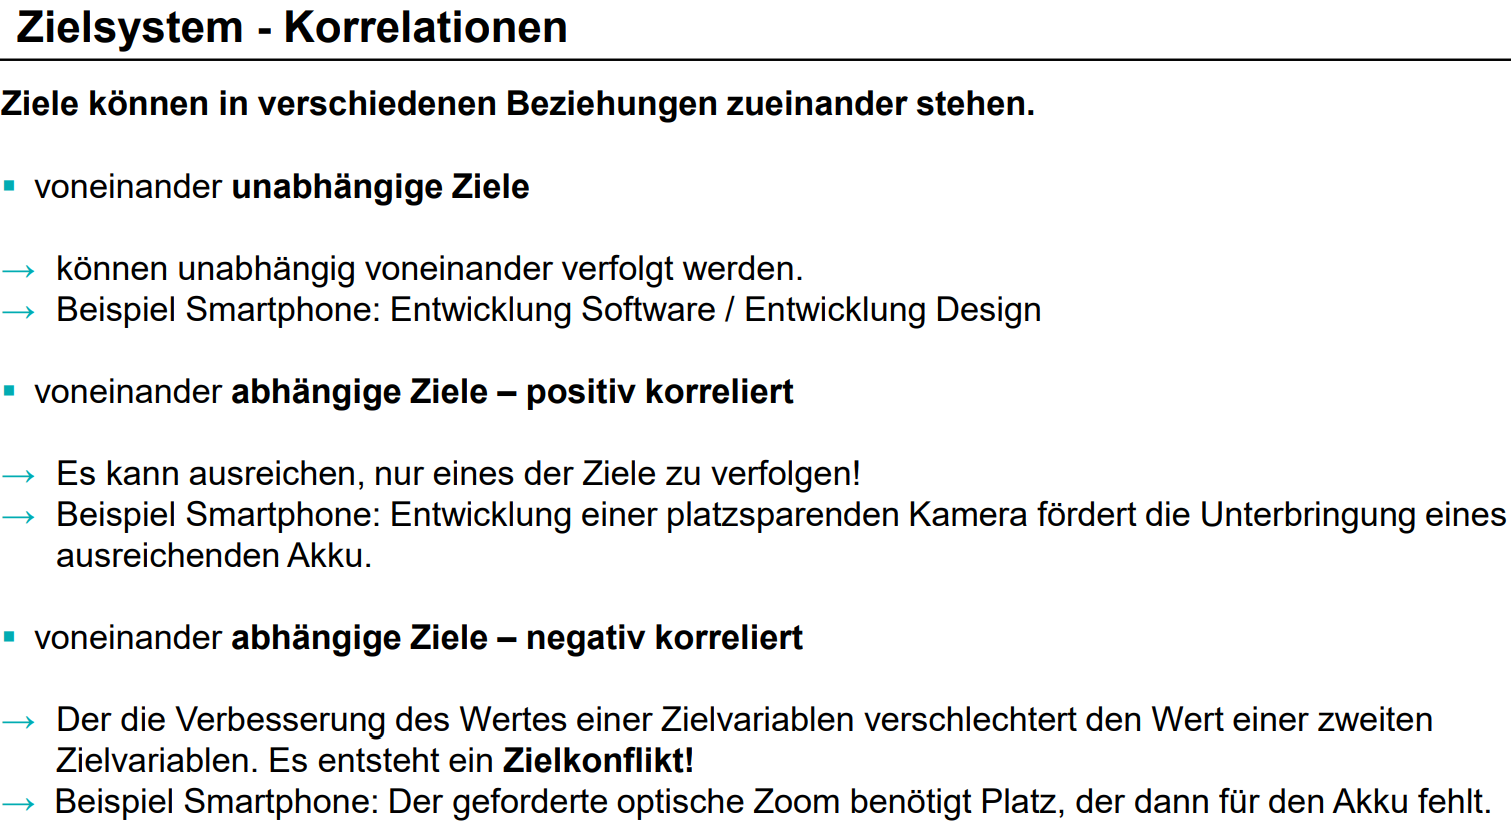 Zielsystem - Korrelationen
Ziele können in verschiedenen Beziehungen zueinander stehen.
▪ voneinander unabhängige Ziele
→ können unabhängig voneinander verfolgt werden.
→ Beispiel Smartphone: Entwicklung Software / Entwicklung Design
▪ voneinander abhängige Ziele – positiv korreliert
→ Es kann ausreichen, nur eines der Ziele zu verfolgen!
→ Beispiel Smartphone: Entwicklung einer platzsparenden Kamera fördert die Unterbringung eines
ausreichenden Akku.
▪ voneinander abhängige Ziele – negativ korreliert
→ Der die Verbesserung des Wertes einer Zielvariablen verschlechtert den Wert einer zweiten
Zielvariablen. Es entsteht ein Zielkonflikt!
→ Beispiel Smartphone: Der geforderte optische Zoom benötigt Platz, der dann für den Akku fehlt.